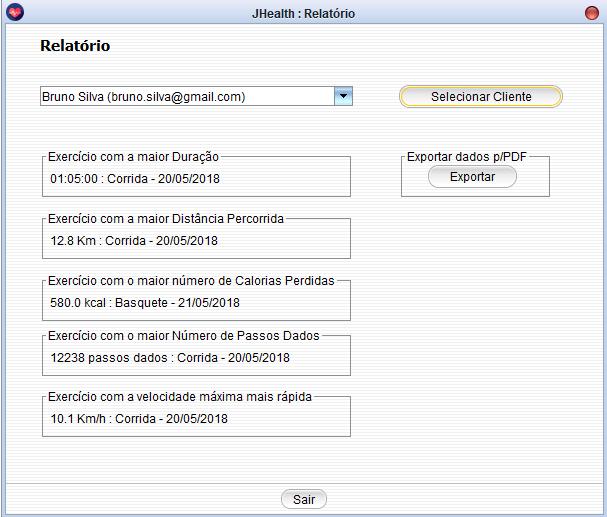 JHealth : Relatório
Relatório
Bruno Silva (bruno.silva@gmail.com)
Selecionar Cliente
Exercício com a maior Duração
01:05:00 : Corrida - 20/05/2018
Exportar dados p/PDF
Exportar
Exercício com a maior Distância Percorrida
12.8 Km : Corrida - 20/05/2018
Exercício com o maior número de Calorias Perdidas
580.0 kcal : Basquete - 21/05/2018
Exercício com o maior Número de Passos Dados
12238 passos dados : Corrida - 20/05/2018
Exercício com a velocidade máxima mais rápida
10.1 Km/h : Corrida - 20/05/2018
Sair